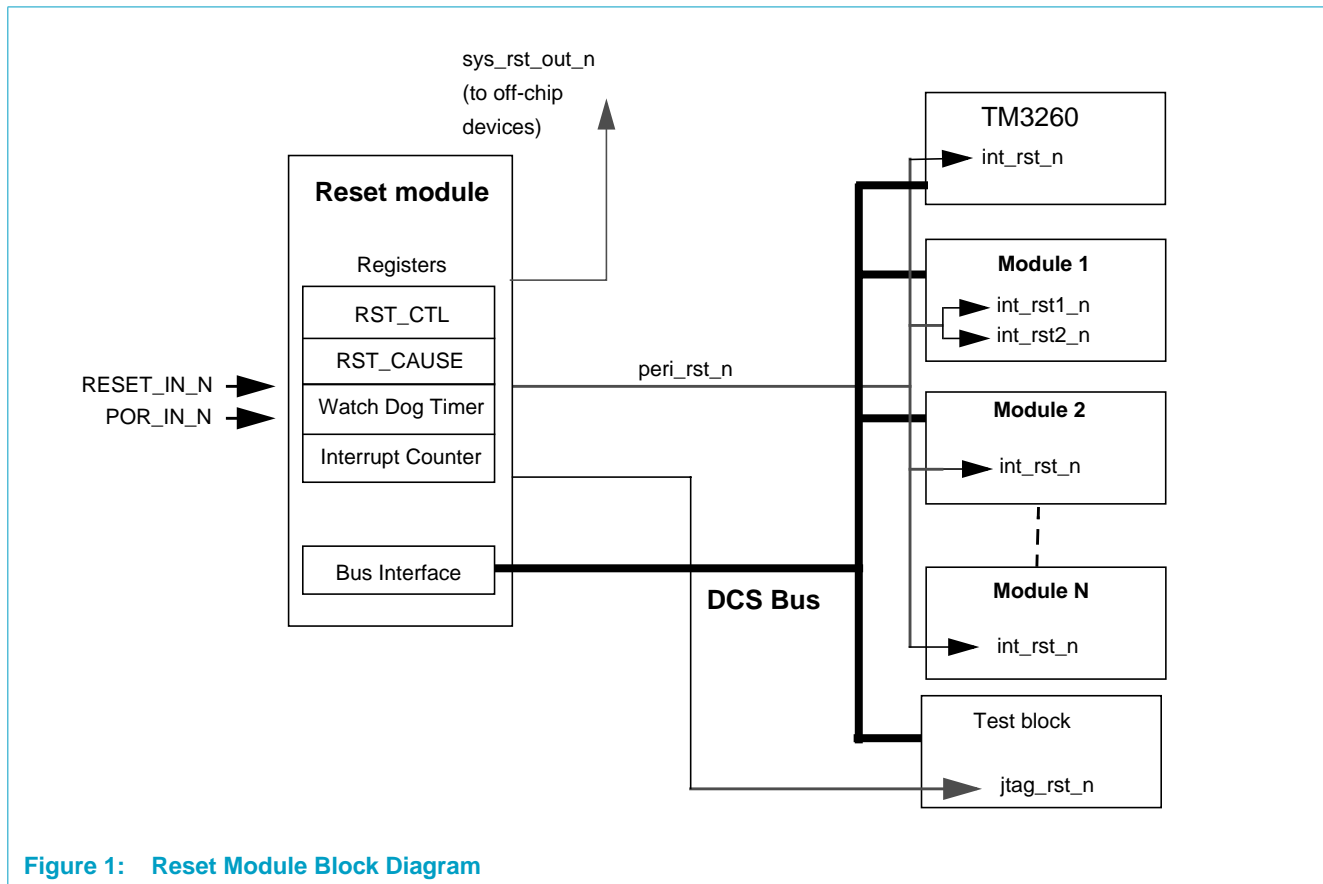 sys_rst_out_n
(to off-chip
devices)
Reset module
Registers
RST_CTL
RST_CAUSE
Watch Dog Timer
Interrupt Counter
Bus Interface
RESET_IN_N
POR_IN_N
peri_rst_n
DCS Bus
TM3260
int_rst_n
Module 1
int_rst1_n
int_rst2_n
Module 2
int_rst_n
Module N
int_rst_n
Test block
jtag_rst_n
Figure 1: Reset Module Block Diagram